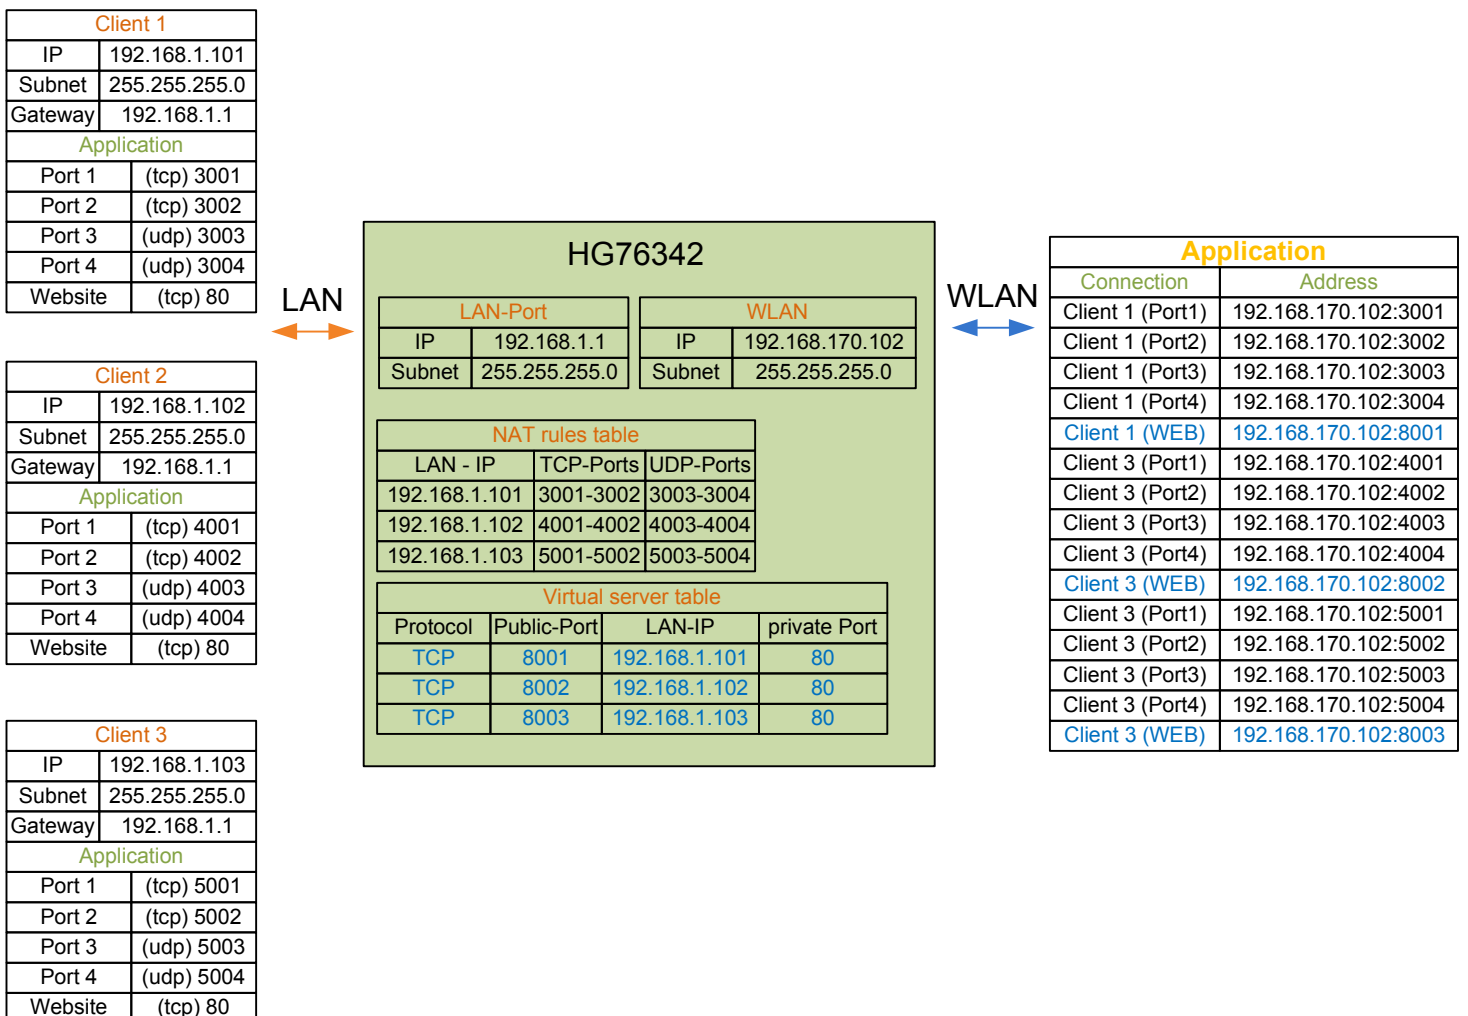 Client 1
IP 192.168.1.101
Subnet 255.255.255.0
Gateway 192.168.1.1
Application
Port 1 (tcp) 3001
Port 2 (tcp) 3002
Port 3 (udp) 3003
Port 4 (udp) 3004
Website (tcp) 80
Client 2
IP 192.168.1.102
Subnet 255.255.255.0
Gateway 192.168.1.1
Application
Port 1 (tcp) 4001
Port 2 (tcp) 4002
Port 3 (udp) 4003
Port 4 (udp) 4004
Website (tcp) 80
Client 3
IP 192.168.1.103
Subnet 255.255.255.0
Gateway 192.168.1.1
Application
Port 1 (tcp) 5001
Port 2 (tcp) 5002
Port 3 (udp) 5003
Port 4 (udp) 5004
Website (tcp) 80
LAN
HG76342
LAN-Port
IP 192.168.1.1
Subnet 255.255.255.0
WLAN
IP 192.168.170.102
Subnet 255.255.255.0
NAT rules table
LAN - IP TCP-Ports UDP-Ports
192.168.1.101 3001-3002 3003-3004
192.168.1.102 4001-4002 4003-4004
192.168.1.103 5001-5002 5003-5004
Virtual server table
Protocol Public-Port LAN-IP private Port
TCP 8001 192.168.1.101 80
TCP 8002 192.168.1.102 80
TCP 8003 192.168.1.103 80
WLAN
Application
Connection Address
Client 1 (Port1) 192.168.170.102:3001
Client 1 (Port2) 192.168.170.102:3002
Client 1 (Port3) 192.168.170.102:3003
Client 1 (Port4) 192.168.170.102:3004
Client 1 (WEB) 192.168.170.102:8001
Client 3 (Port1) 192.168.170.102:4001
Client 3 (Port2) 192.168.170.102:4002
Client 3 (Port3) 192.168.170.102:4003
Client 3 (Port4) 192.168.170.102:4004
Client 3 (WEB) 192.168.170.102:8002
Client 3 (Port1) 192.168.170.102:5001
Client 3 (Port2) 192.168.170.102:5002
Client 3 (Port3) 192.168.170.102:5003
Client 3 (Port4) 192.168.170.102:5004
Client 3 (WEB) 192.168.170.102:8003